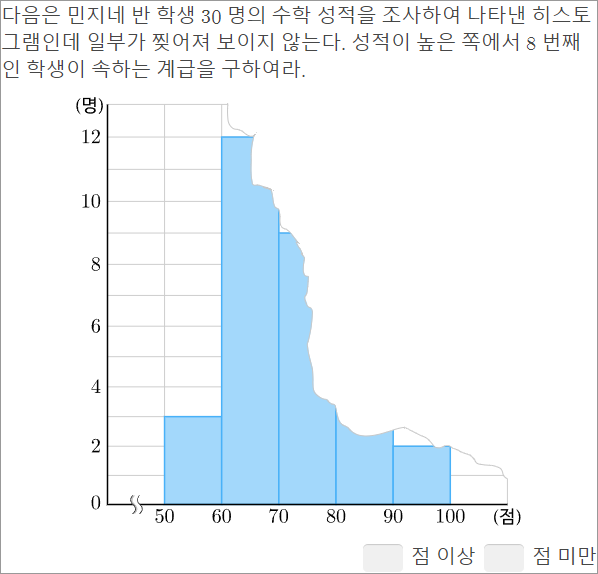 다음은 민지네 반 학생 30 명의 수학 성적을 조사하여 나타낸 히스토
그램인데 일부가 찢어져 보이지 않는다. 성적이 높은 쪽에서 8 번째
인 학생이 속하는 계급을 구하여라.
(명)
12
10
8
6
4
2
0
50 60 70 80 90 100 (점)
점 이상 점 미만